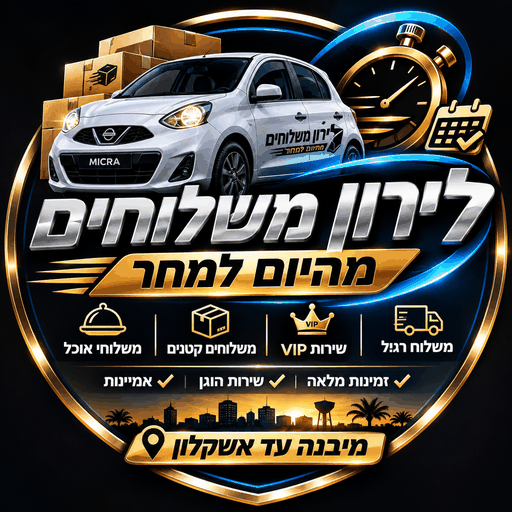 MICRA
לירון משלוחים
מהיום למחר
לירון משלוחים
מהיום למחר
משלוח רגיל
VIP
שירות VIP
משלוחים קטנים
משלוחי אוכל
זמינות מלאה
שירות הוגן
אמיינות
מיבנה עד אשקלון